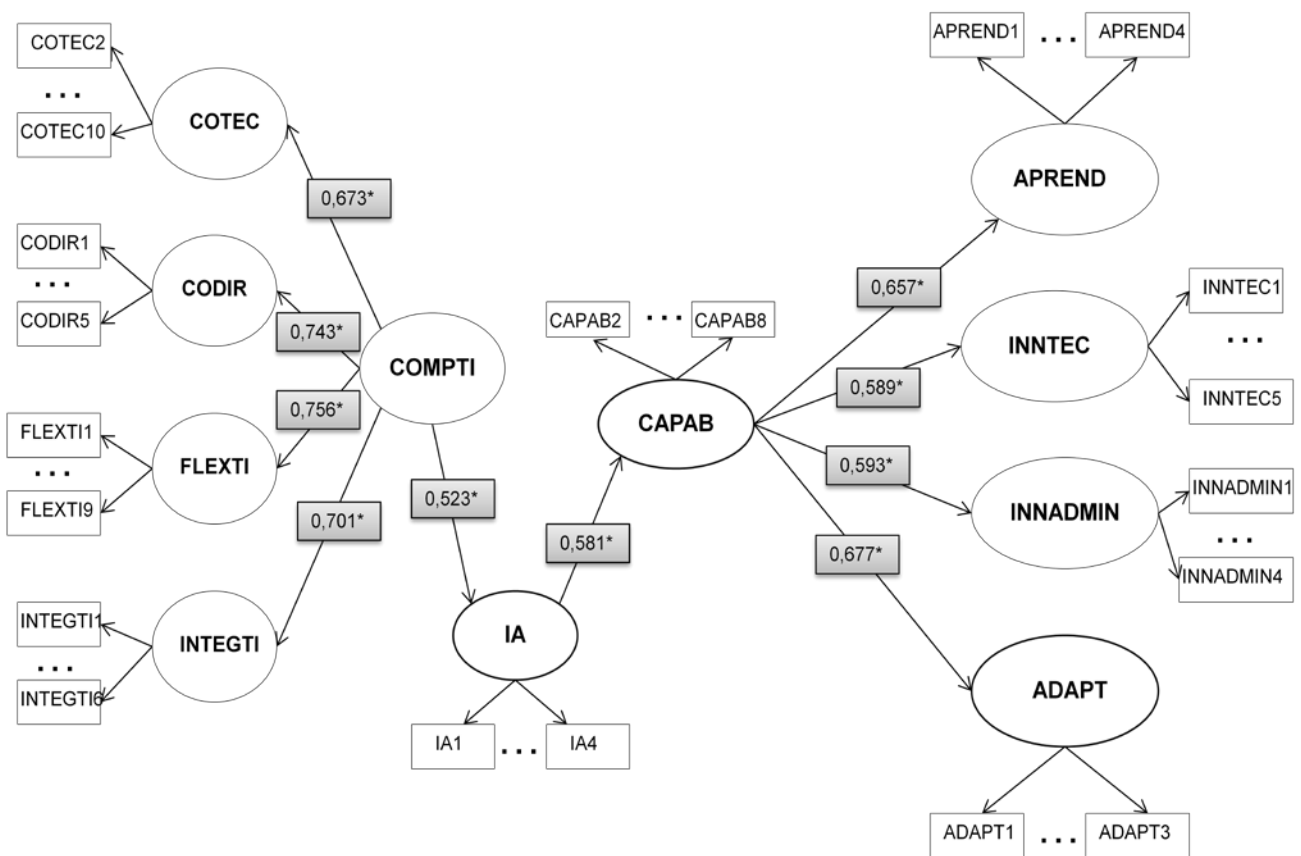 COTEC2
. . .
COTEC10
COTEC
0,673*
CODIR1
. . .
CODIR5
CODIR
0,743*
COMPTI
FLEXTI1
. . .
FLEXTI9
FLEXTI
0,756*
INTEGTI1
. . .
INTEGTI6
INTEGTI
0,701*
0,523*
IA
IA1 . . . IA4
0,581*
CAPAB2 . . . CAPAB8
CAPAB
APREND1 . . . APREND4
APREND
0,657*
INNTEC
0,589*
INNTEC1
. . .
INNTEC5
0,593*
INNADMIN
INNADMIN1
. . .
INNADMIN4
0,677*
ADAPT
ADAPT1 . . . ADAPT3